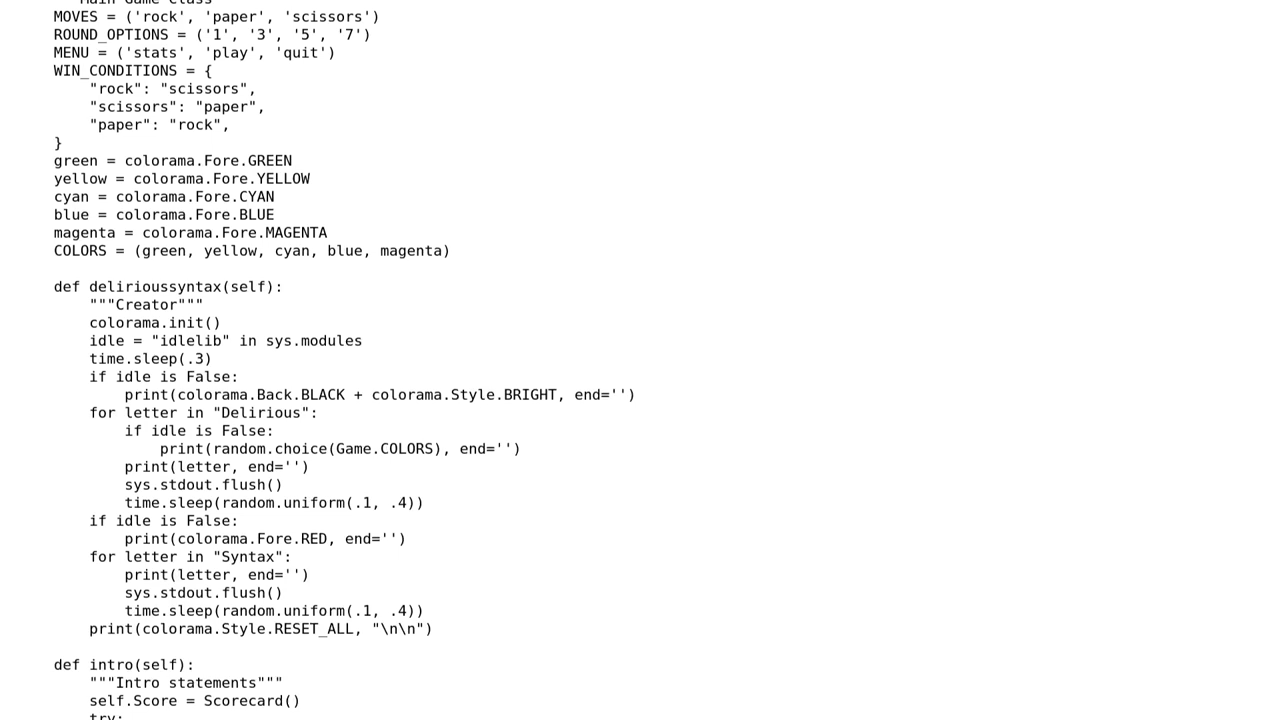 MOVES = ('rock', 'paper', 'scissors')
ROUND_OPTIONS = ('1', '3', '5', '7')
MENU = ('stats', 'play', 'quit')
WIN_CONDITIONS = {
    "rock": "scissors",
    "scissors": "paper",
    "paper": "rock",
}
green = colorama.Fore.GREEN
yellow = colorama.Fore.YELLOW
cyan = colorama.Fore.CYAN
blue = colorama.Fore.BLUE
magenta = colorama.Fore.MAGENTA
COLORS = (green, yellow, cyan, blue, magenta)

def delirioussyntax(self):
    """Creator"""
    colorama.init()
    idle = "idlelib" in sys.modules
    time.sleep(.3)
    if idle is False:
        print(colorama.Back.BLACK + colorama.Style.BRIGHT, end='')
    for letter in "Delirious":
        if idle is False:
            print(random.choice(Game.COLORS), end='')
        print(letter, end='')
        sys.stdout.flush()
        time.sleep(random.uniform(.1, .4))
    if idle is False:
        print(colorama.Fore.RED, end='')
    for letter in "Syntax":
        print(letter, end='')
        sys.stdout.flush()
        time.sleep(random.uniform(.1, .4))
    print(colorama.Style.RESET_ALL, "\n\n")

def intro(self):
    """Intro statements"""
    self.Score = Scorecard()
    try: